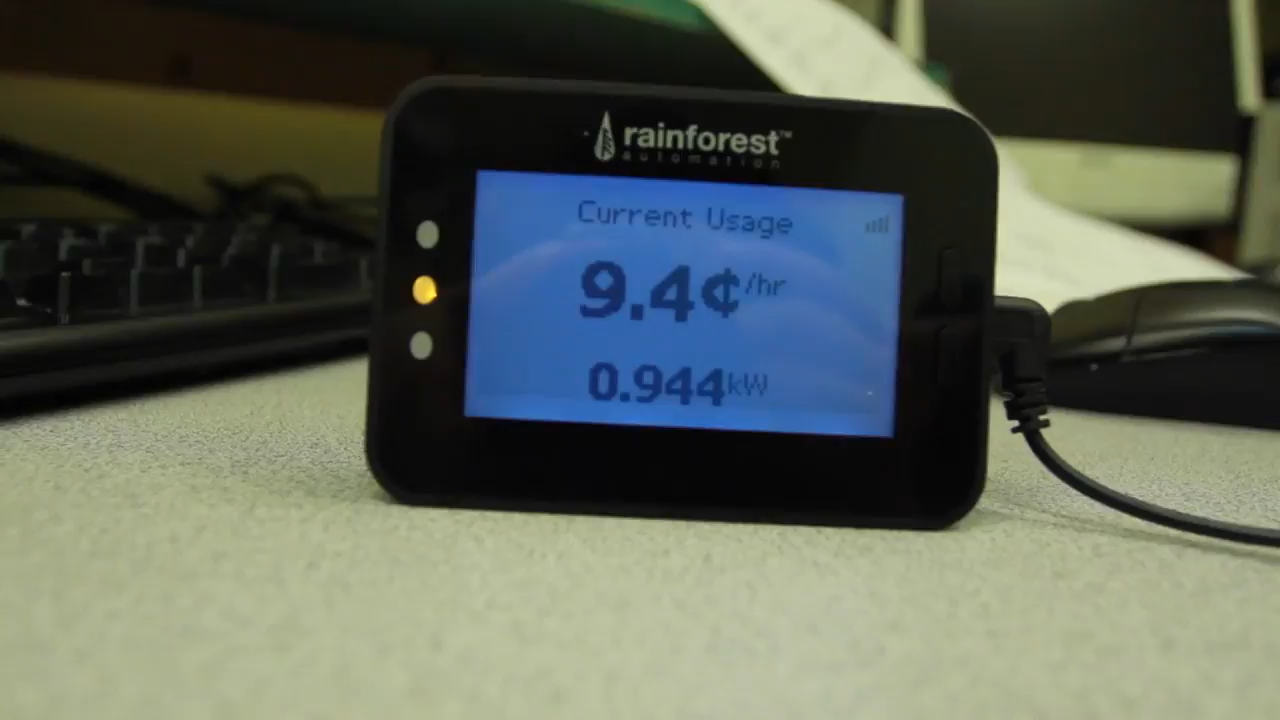 rainforest™
automation
Current Usage
9.4¢/hr
0.944kW